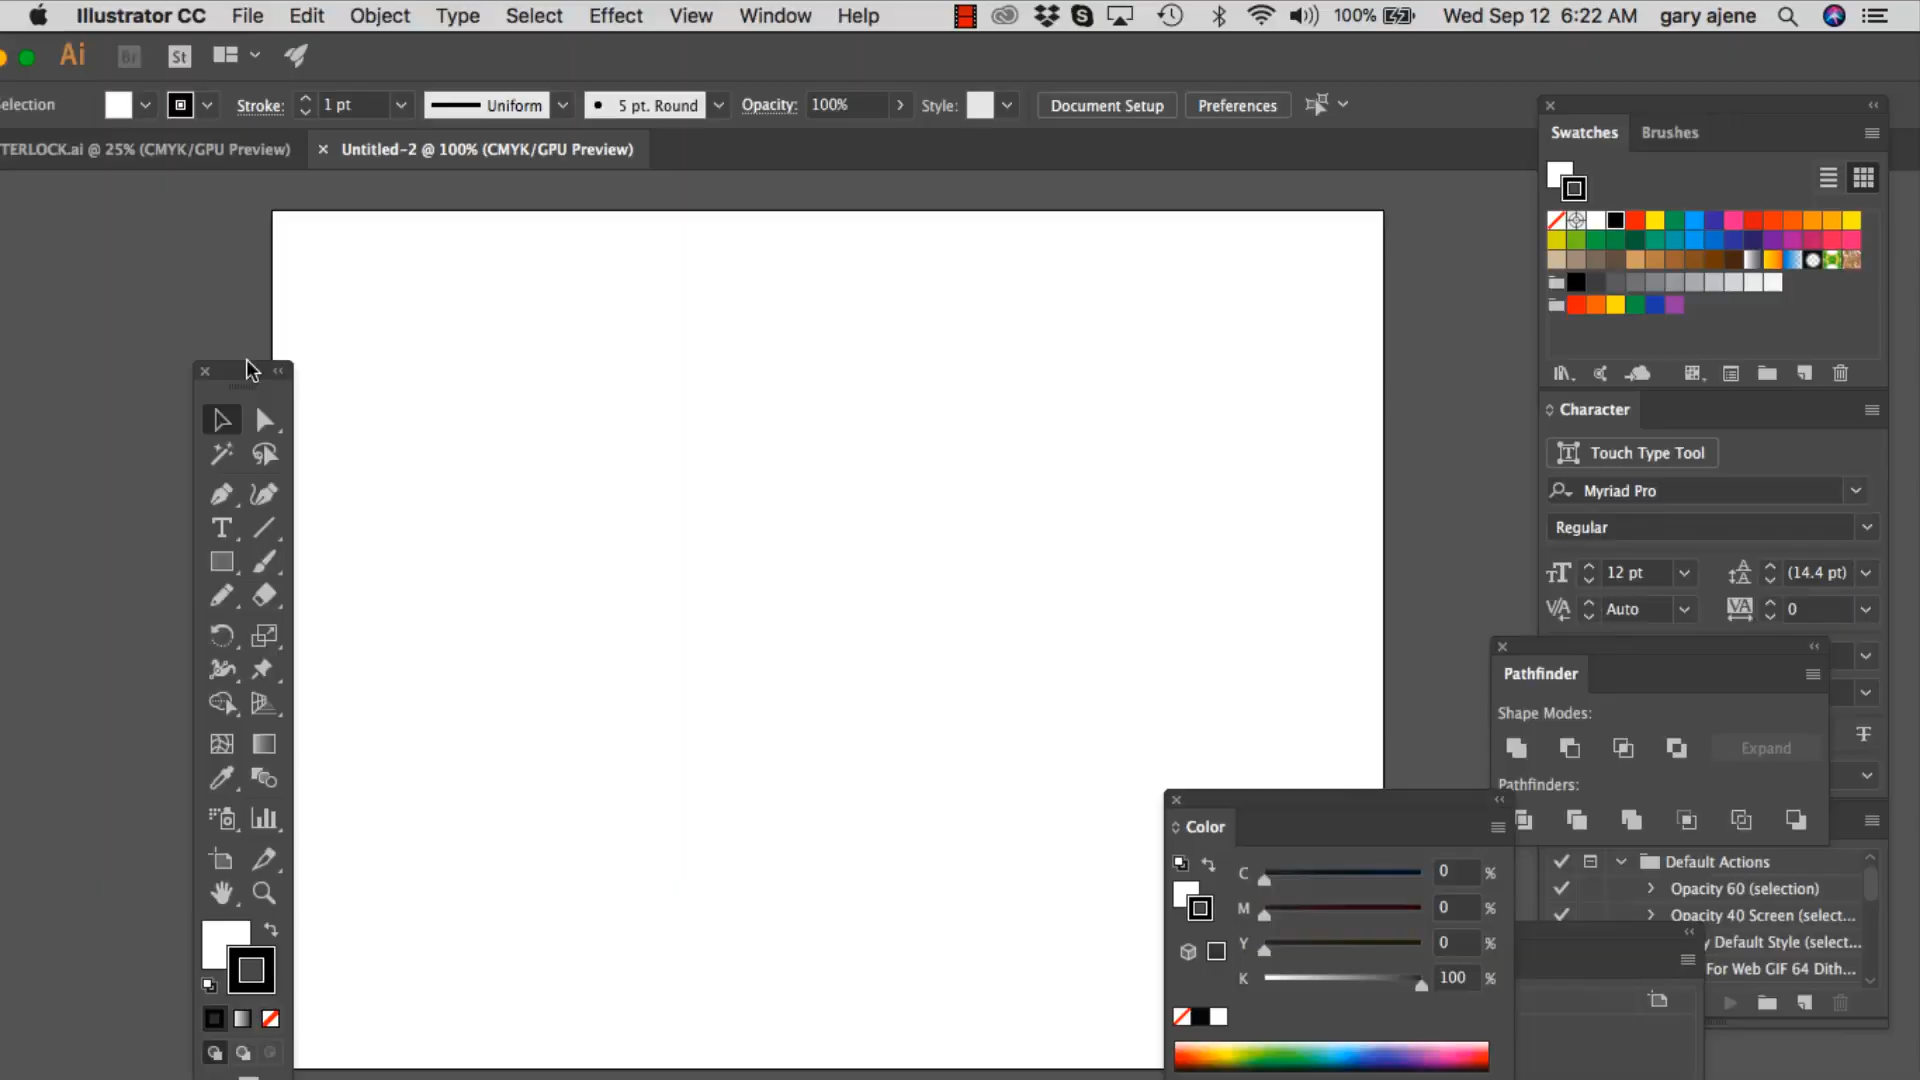 Illustrator CC File Edit Object Type Select Effect View Window Help 100% Wed Sep 12 6:22 AM gary ajene
Ai Br St
election Stroke: 1 pt Uniform 5 pt. Round Opacity: 100% Style: Document Setup Preferences
TERLOCK.ai @ 25% (CMYK/GPU Preview) × Untitled-2 @ 100% (CMYK/GPU Preview)
Swatches Brushes
Character
Touch Type Tool
Myriad Pro
Regular
12 pt (14.4 pt)
Auto 0
Pathfinder
Shape Modes:
Expand
Pathfinders:
Color
C 0 %
M 0 %
Y 0 %
K 100 %
Default Actions
Opacity 60 (selection)
Opacity 40 Screen (select...
y Default Style (select...
For Web GIF 64 Dith...